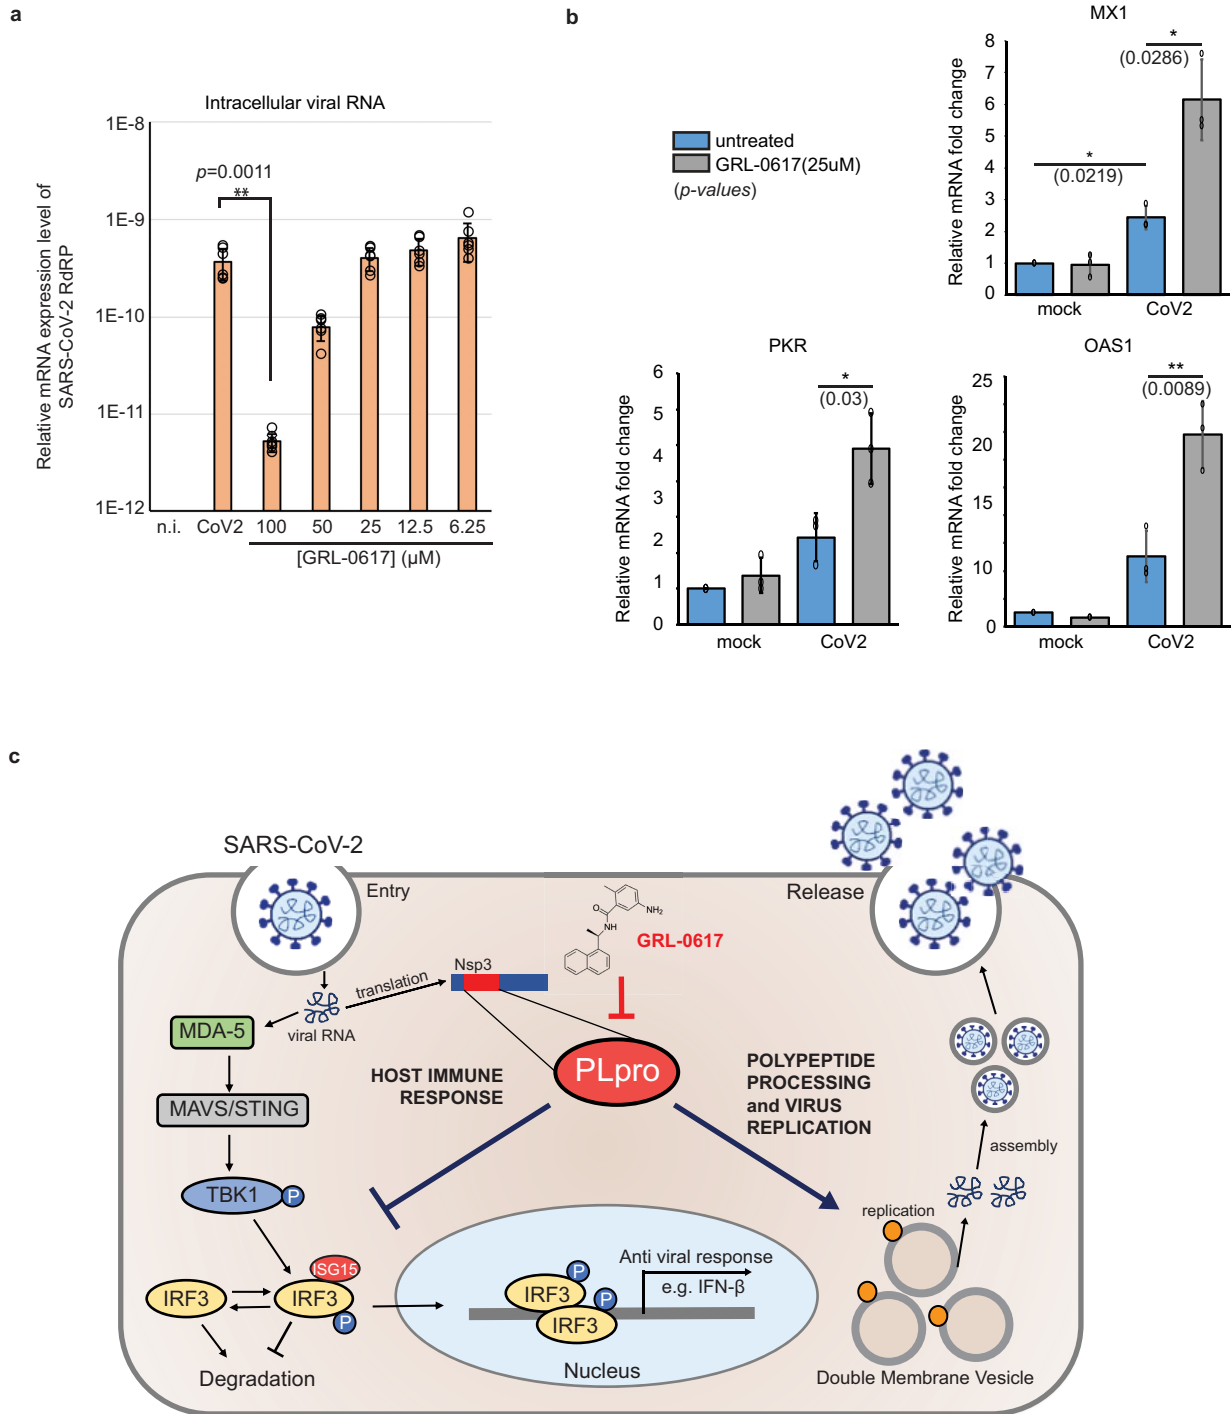 a
Intracellular viral RNA
Relative mRNA expression level of
SARS-CoV-2 RdRP
1E-8
1E-9
1E-10
1E-11
1E-12
p=0.0011
**
n.i. CoV2 100 50 25 12.5 6.25
[GRL-0617] (µM)
b
untreated
GRL-0617(25uM)
(p-values)
MX1
Relative mRNA fold change
8
7
6
5
4
3
2
1
0
*
(0.0286)
*
(0.0219)
mock CoV2
PKR
Relative mRNA fold change
6
5
4
2
1
0
*
(0.03)
mock CoV2
OAS1
Relative mRNA fold change
25
20
10
0
**
(0.0089)
mock CoV2
c
SARS-CoV-2
Entry
Release
GRL-0617
O
NH
NH₂
Nsp3
translation
viral RNA
MDA-5
MAVS/STING
TBK1
P
HOST IMMUNE
RESPONSE
PLpro
POLYPEPTIDE
PROCESSING
and VIRUS
REPLICATION
assembly
replication
ISG15
IRF3
IRF3
P
Degradation
Anti viral response
e.g. IFN-β
P
IRF3
P
IRF3
Nucleus
Double Membrane Vesicle